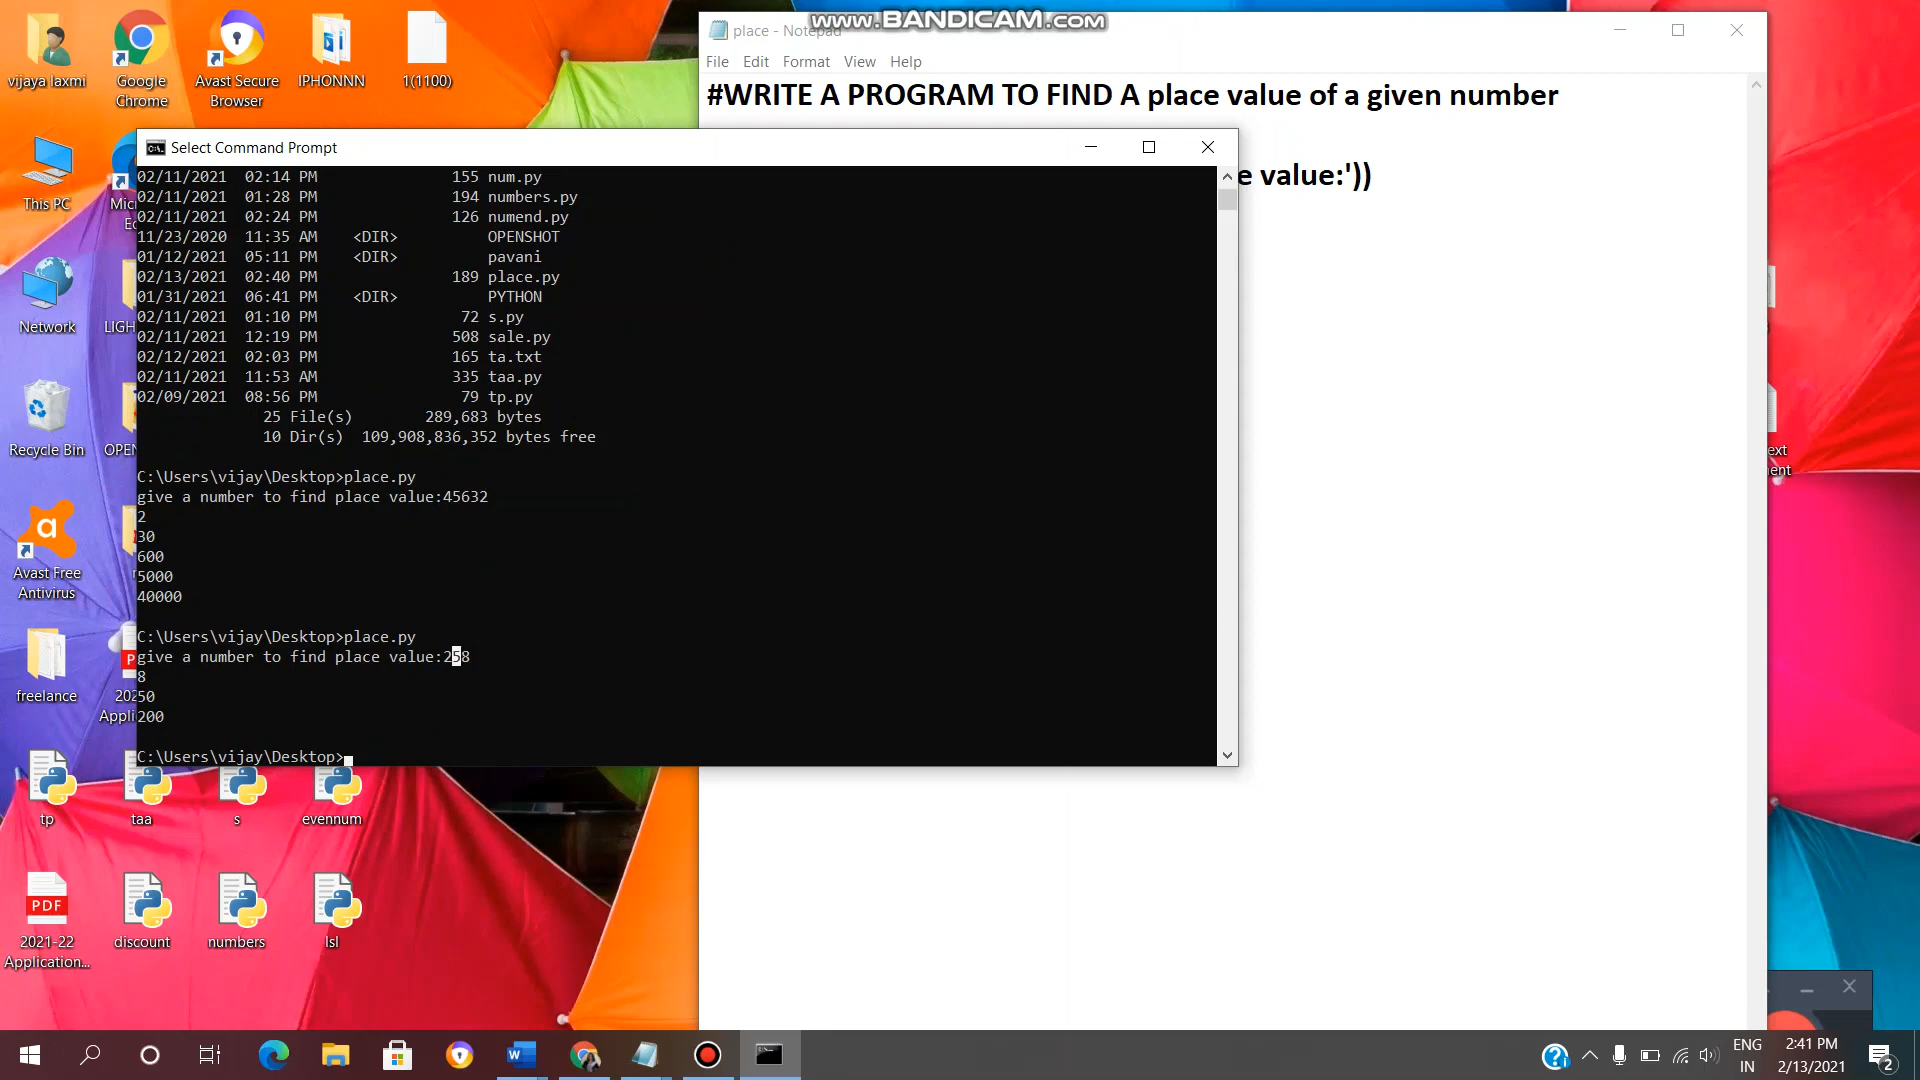 www.BANDICAM.com
place - Notepad
File Edit Format View Help
#WRITE A PROGRAM TO FIND A place value of a given number
e value:'))
Select Command Prompt
02/11/2021 02:14 PM 155 num.py
02/11/2021 01:28 PM 194 numbers.py
02/11/2021 02:24 PM 126 numend.py
11/23/2020 11:35 AM <DIR> OPENSHOT
01/12/2021 05:11 PM <DIR> pavani
02/13/2021 02:40 PM 189 place.py
01/31/2021 06:41 PM <DIR> PYTHON
02/11/2021 01:10 PM 72 s.py
02/11/2021 12:19 PM 508 sale.py
02/12/2021 02:03 PM 165 ta.txt
02/11/2021 11:53 AM 335 taa.py
02/09/2021 08:56 PM 79 tp.py
25 File(s) 289,683 bytes
10 Dir(s) 109,908,836,352 bytes free
C:\Users\vijay\Desktop>place.py
give a number to find place value:45632
2
30
600
5000
40000
C:\Users\vijay\Desktop>place.py
give a number to find place value:258
8
50
200
C:\Users\vijay\Desktop>
vijaya laxmi
Google Chrome
Avast Secure Browser
IPHONNN
1(1100)
This PC
Network
LIGH
Recycle Bin
OPEN
Avast Free Antivirus
freelance
202
Appli
tp
taa
s
evennum
PDF
2021-22 Application...
discount
numbers
lsl
ext
ment
ENG
IN
2:41 PM
2/13/2021
2